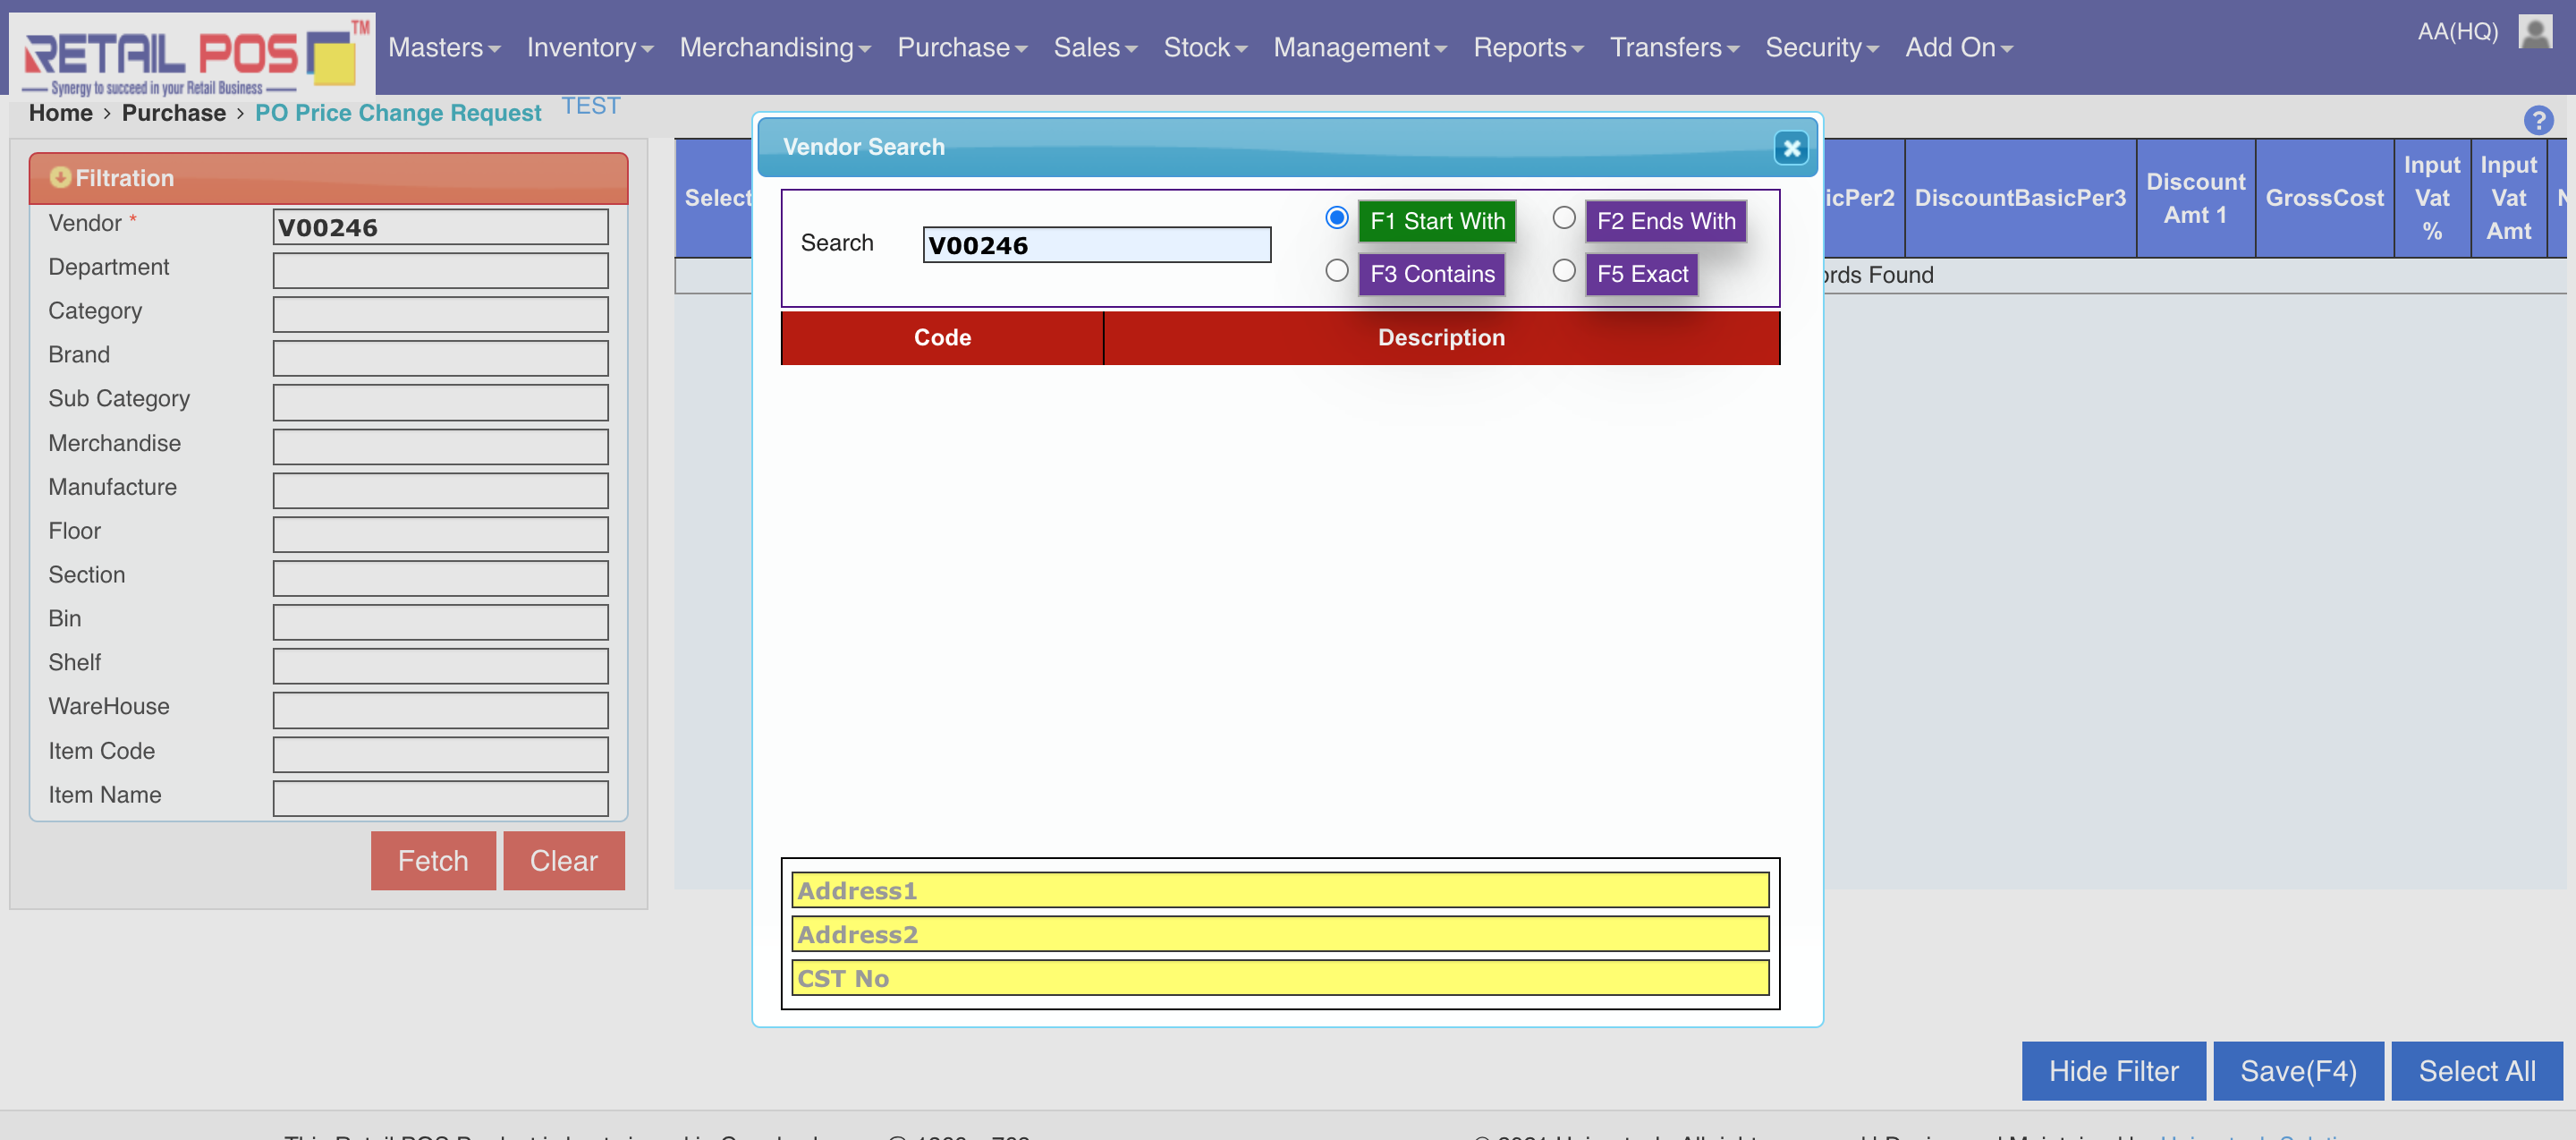 RETAIL POS TM
Synergy to succeed in your Retail Business
Masters Inventory Merchandising Purchase Sales Stock Management Reports Transfers Security Add On
AA(HQ)
Home > Purchase > PO Price Change Request TEST
?
Filtration
Vendor * V00246
Department
Category
Brand
Sub Category
Merchandise
Manufacture
Floor
Section
Bin
Shelf
WareHouse
Item Code
Item Name
Fetch Clear
Select
Vendor Search
Search V00246
F1 Start With F2 Ends With
F3 Contains F5 Exact
Code Description
Address1
Address2
CST No
DiscountBasicPer3
Discount
Amt 1
GrossCost
Input
Vat
%
Input
Vat
Amt
Found
Hide Filter Save(F4) Select All